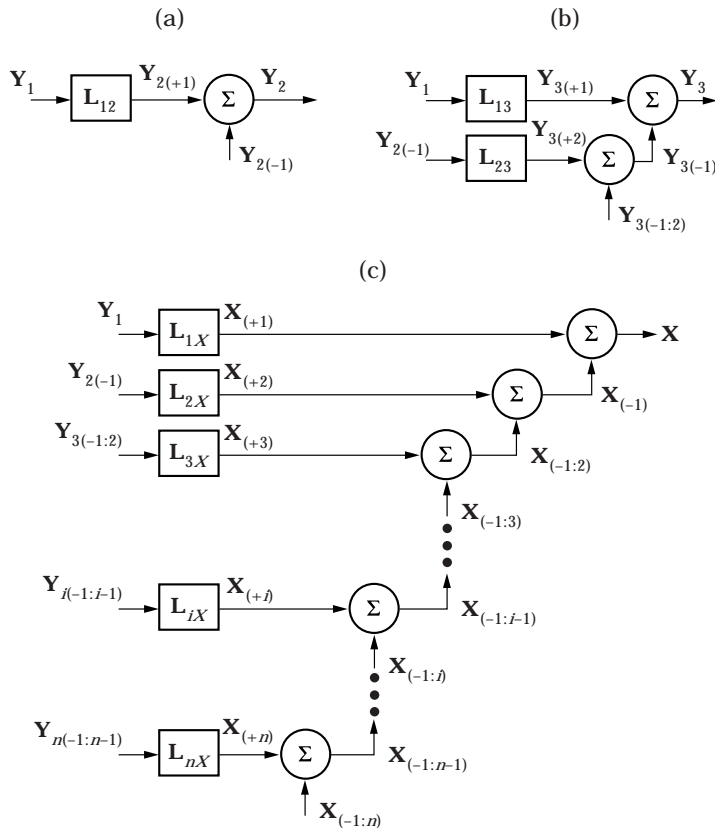 (a)
Y₁ L₁₂ Y₂₍₊₁₎ Σ Y₂
Y₂₍₋₁₎
(b)
Y₁ L₁₃ Y₃₍₊₁₎ Σ Y₃
Y₂₍₋₁₎ L₂₃ Y₃₍₊₂₎ Σ Y₃₍₋₁₎
Y₃₍₋₁:₂₎
(c)
Y₁ L₁X X₍₊₁₎ Σ X
Y₂₍₋₁₎ L₂X X₍₊₂₎ Σ X₍₋₁₎
Y₃₍₋₁:₂₎ L₃X X₍₊₃₎ Σ X₍₋₁:₂₎
X₍₋₁:₃₎
Yi(-1:i-1) LiX X(+i) Σ X(-1:i-1)
X(-1:i)
Yn(-1:n-1) LnX X(+n) Σ X(-1:n-1)
X(-1:n)